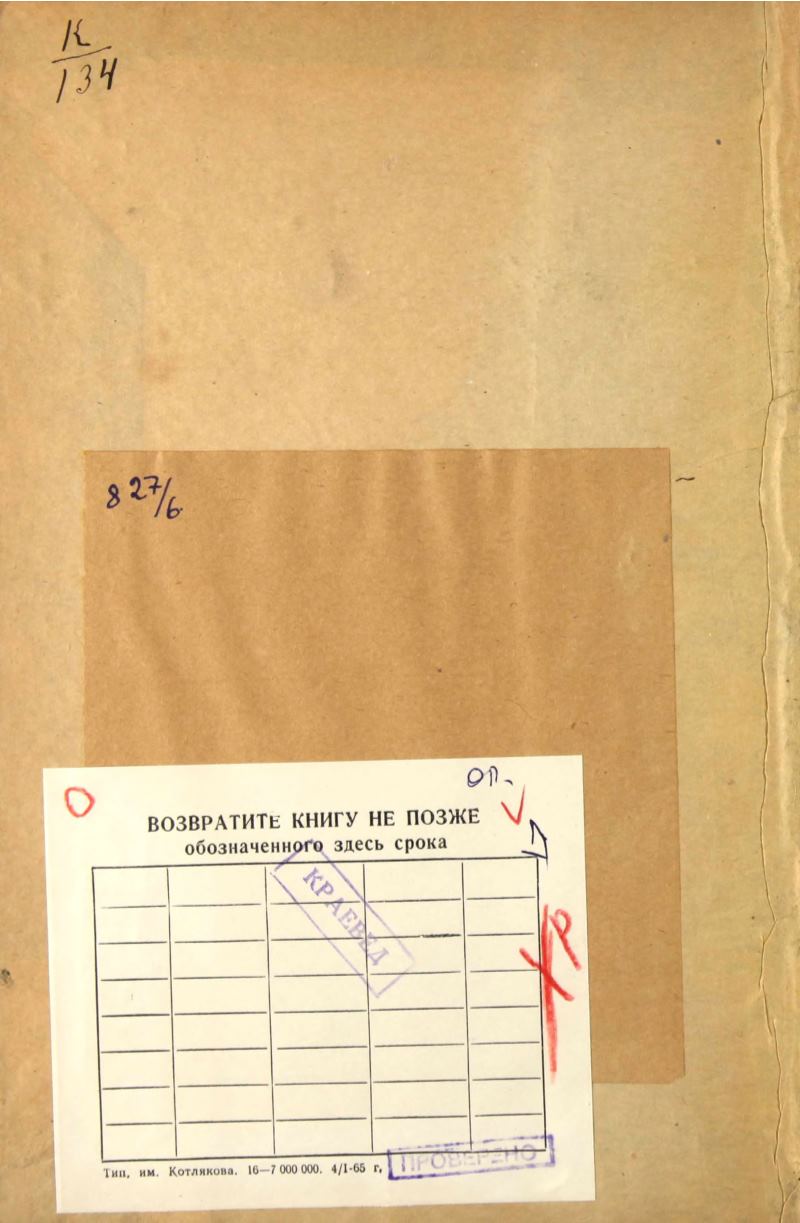 К
134
827/6
ОП.
ВОЗВРАТИТЕ КНИГУ НЕ ПОЗЖЕ
обозначенного здесь срока
КРАЕВЕД
Тип. им. Котлякова. 16—7 000 000. 4/I-65 г.
ПРОВЕРЕНО